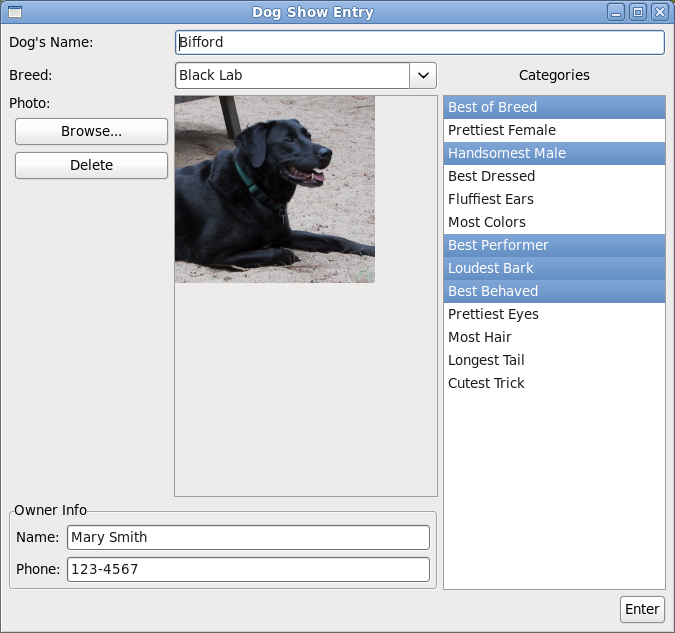 Dog Show Entry
Dog's Name:
Bifford
Breed:
Black Lab
Categories
Photo:
Browse...
Delete
Best of Breed
Prettiest Female
Handsomest Male
Best Dressed
Fluffiest Ears
Most Colors
Best Performer
Loudest Bark
Best Behaved
Prettiest Eyes
Most Hair
Longest Tail
Cutest Trick
Owner Info
Name:
Mary Smith
Phone:
123-4567
Enter